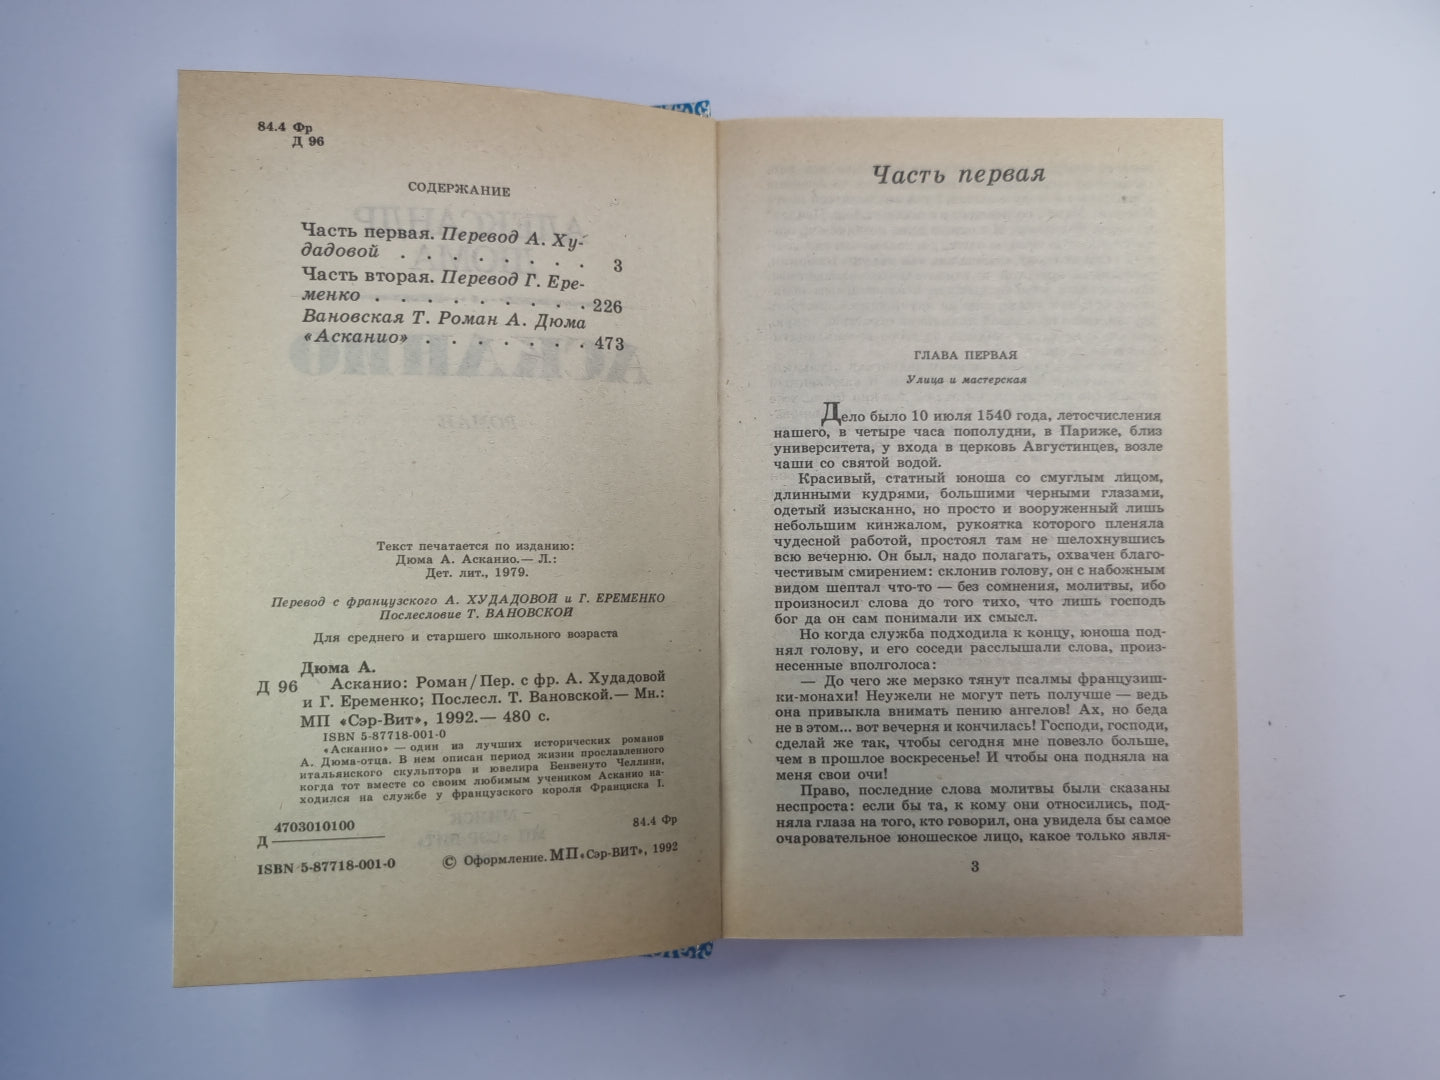 84.4 Фр
Д 96
СОДЕРЖАНИЕ
Часть первая. Перевод А. Ху-
дадовой . . . . . . . . 3
Часть вторая. Перевод Г. Ере-
менко . . . . . . . . . 226
Вановская Т. Роман А. Дюма
«Асканио» . . . . . . . 473
Текст печатается по изданию:
Дюма А. Асканио.— Л.:
Дет. лит., 1979.
Перевод с французского А. ХУДАДОВОЙ и Г. ЕРЕМЕНКО
Послесловие Т. ВАНОВСКОЙ
Для среднего и старшего школьного возраста
Дюма А.
Д 96 Асканио: Роман/Пер. с фр. А. Худадовой
и Г. Еременко; Послесл. Т. Вановской.— Мн.:
МП «Сэр-Вит», 1992.— 480 с.
ISBN 5-87718-001-0
«Асканио» — один из лучших исторических романов
А. Дюма-отца. В нем описан период жизни прославленного
итальянского скульптора и ювелира Бенвенуто Челлини,
когда тот вместе со своим любимым учеником Асканио на-
ходился на службе у французского короля Франциска I.
Д 4703010100
84.4 Фр
ISBN 5-87718-001-0
© Оформление. МП «Сэр-ВИТ», 1992
Часть первая
ГЛАВА ПЕРВАЯ
Улица и мастерская
Дело было 10 июля 1540 года, летосчисления
нашего, в четыре часа пополудни, в Париже, близ
университета, у входа в церковь Августинцев, возле
чаши со святой водой.
Красивый, статный юноша со смуглым лицом,
длинными кудрями, большими черными глазами,
одетый изысканно, но просто и вооруженный лишь
небольшим кинжалом, рукоятка которого пленяла
чудесной работой, простоял там не шелохнувшись
всю вечерню. Он был, надо полагать, охвачен благо-
честивым смирением: склонив голову, он с набожным
видом шептал что-то — без сомнения, молитвы, ибо
произносил слова до того тихо, что лишь господь
бог да он сам понимали их смысл.
Но когда служба подходила к концу, юноша под-
нял голову, и его соседи расслышали слова, произ-
несенные вполголоса:
— До чего же мерзко тянут псалмы французиш-
ки-монахи! Неужели не могут петь получше — ведь
она привыкла внимать пению ангелов! Ах, но беда
не в этом... вот вечерня и кончилась! Господи, господи,
сделай же так, чтобы сегодня мне повезло больше,
чем в прошлое воскресенье! И чтобы она подняла на
меня свои очи!
Право, последние слова молитвы были сказаны
неспроста: если бы та, к кому они относились, под-
няла глаза на того, кто говорил, она увидела бы самое
очаровательное юношеское лицо, какое только явля-
3